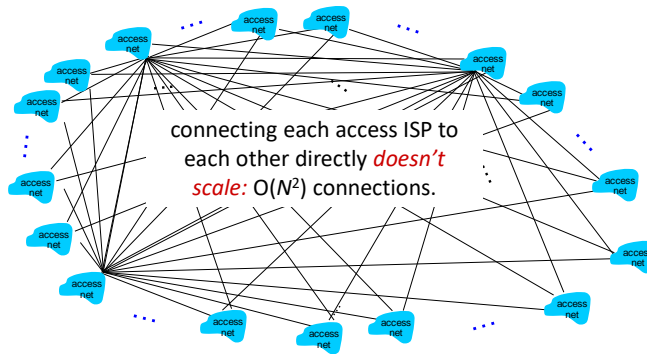 access
net
access
net
access
net
access
net
access
net
access
net
access
net
connecting each access ISP to
each other directly doesn't
scale: O(N²) connections.
access
net
access
net
access
net
access
net
access
net
access
net
access
net
access
net
access
net